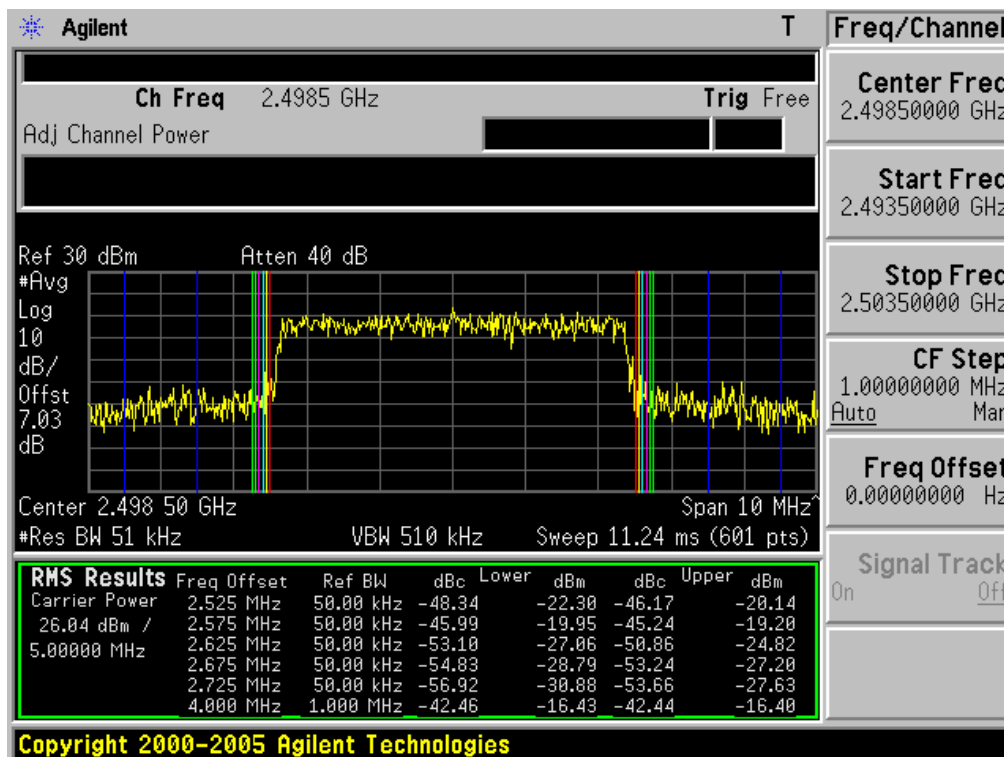 Agilent T Freq/Channel
Ch Freq 2.4985 GHz Trig Free
Adj Channel Power
Center Freq
2.49850000 GHz
Start Freq
2.49350000 GHz
Stop Freq
2.50350000 GHz
CF Step
1.00000000 MHz
Auto Man
Freq Offset
0.00000000 Hz
Signal Track
On Off
Ref 30 dBm Atten 40 dB
#Avg
Log
10
dB/
Offst
7.03
dB
Center 2.498 50 GHz Span 10 MHz^
#Res BW 51 kHz VBW 510 kHz Sweep 11.24 ms (601 pts)
RMS Results Freq Offset Ref BW dBc Lower dBm dBc Upper dBm
Carrier Power 2.525 MHz 50.00 kHz -48.34 -22.30 -46.17 -20.14
26.04 dBm / 2.575 MHz 50.00 kHz -45.99 -19.95 -45.24 -19.20
5.00000 MHz 2.625 MHz 50.00 kHz -53.10 -27.06 -50.86 -24.82
2.675 MHz 50.00 kHz -54.83 -28.79 -53.24 -27.20
2.725 MHz 50.00 kHz -56.92 -30.88 -53.66 -27.63
4.000 MHz 1.000 MHz -42.46 -16.43 -42.44 -16.40
Copyright 2000-2005 Agilent Technologies